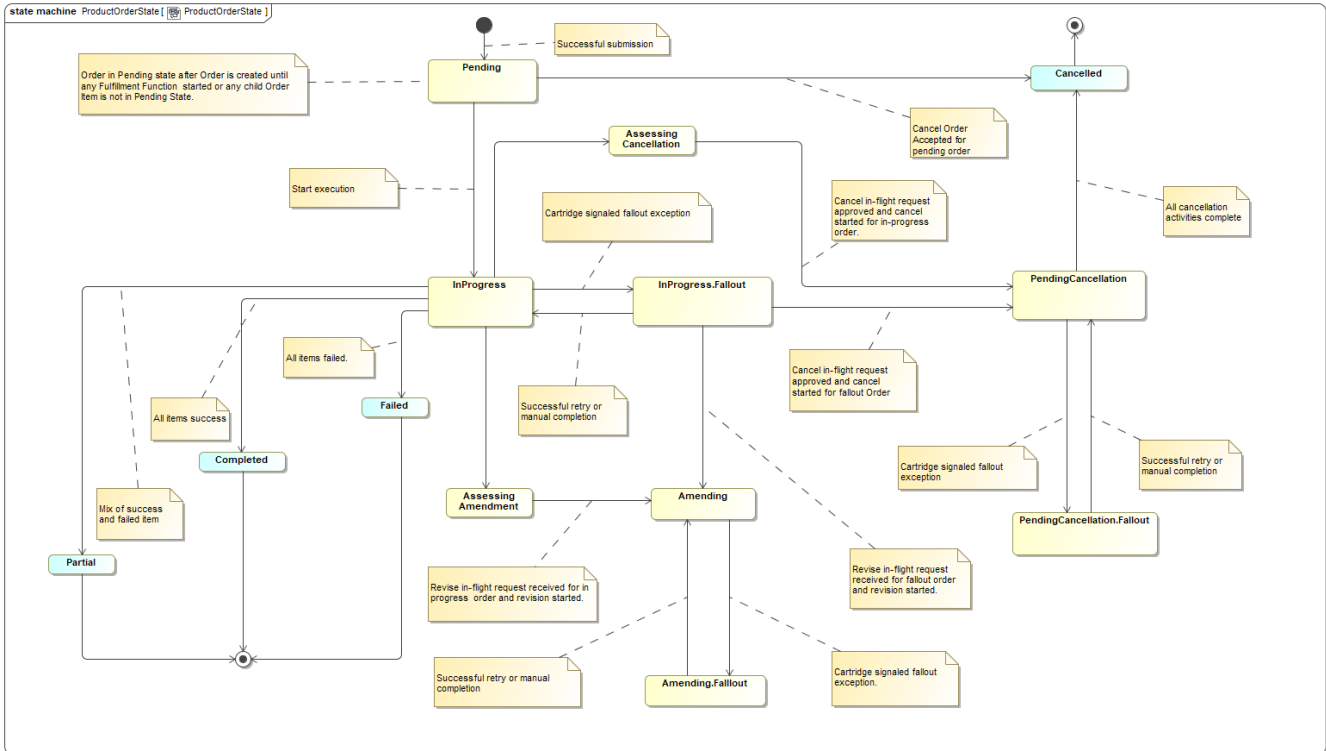 state machine ProductOrderState [ ProductOrderState ]
Successful submission
Order in Pending state after Order is created until
any Fulfillment Function started or any child Order
Item is not in Pending State.
Pending
Cancelled
Cancel Order
Accepted for
pending order
Assessing
Cancellation
Start execution
Cartridge signaled fallout exception
Cancel in-flight request
approved and cancel
started for in-progress
order.
All cancellation
activities complete
InProgress
InProgress.Fallout
PendingCancellation
All items failed.
Cancel in-flight request
approved and cancel
started for fallout Order
All items success
Failed
Successful retry or
manual completion
Completed
Cartridge signaled fallout
exception
Successful retry or
manual completion
Mix of success
and failed item
Assessing
Amendment
Amending
PendingCancellation.Fallout
Partial
Revise in-flight request received for in
progress order and revision started.
Revise in-flight request
received for fallout order
and revision started.
Successful retry or manual
completion
Amending.Falllout
Cartridge signaled fallout
exception.